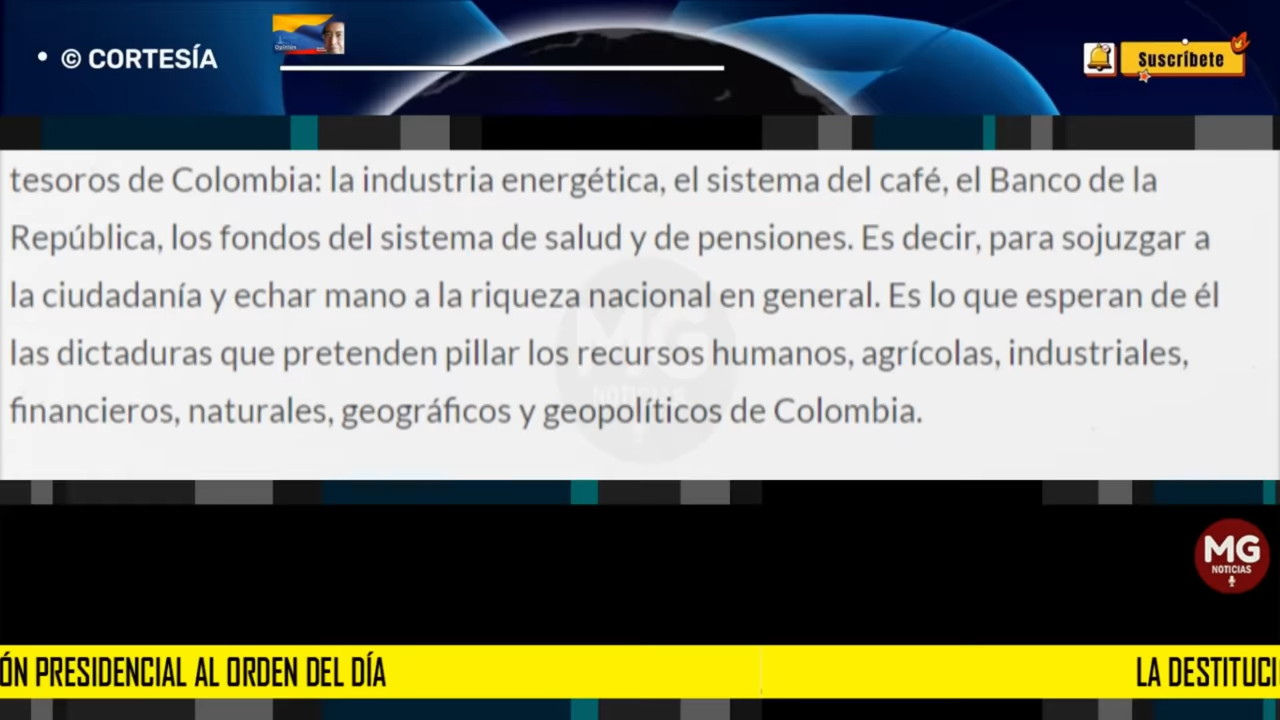 • © CORTESÍA
Opinión
Suscríbete
tesoros de Colombia: la industria energética, el sistema del café, el Banco de la
República, los fondos del sistema de salud y de pensiones. Es decir, para sojuzgar a
la ciudadanía y echar mano a la riqueza nacional en general. Es lo que esperan de él
las dictaduras que pretenden pillar los recursos humanos, agrícolas, industriales,
financieros, naturales, geográficos y geopolíticos de Colombia.
MG
NOTICIAS
MG
NOTICIAS
ÓN PRESIDENCIAL AL ORDEN DEL DÍA LA DESTITUCI